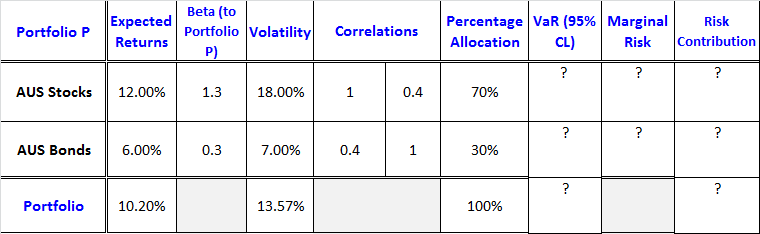 Portfolio P Expected Returns Beta (to Portfolio P) Volatility Correlations Percentage Allocation VaR (95% CL) Marginal Risk Risk Contribution
AUS Stocks 12.00% 1.3 18.00% 1 0.4 70% ? ? ?
AUS Bonds 6.00% 0.3 7.00% 0.4 1 30% ? ? ?
Portfolio 10.20% 13.57% 100% ? ?